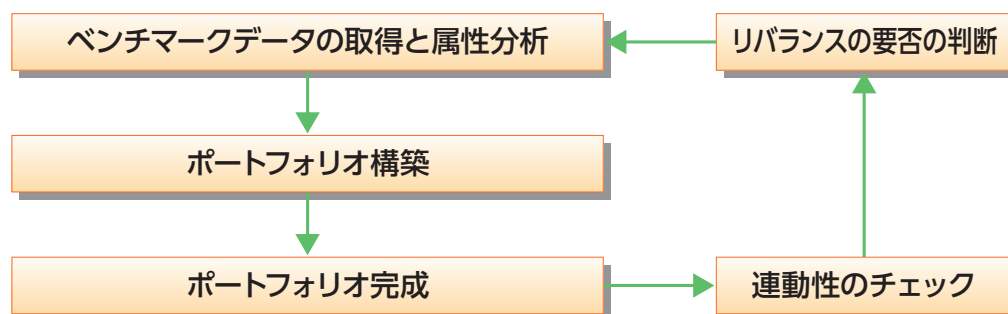 ベンチマークデータの取得と属性分析
リバランスの要否の判断
ポートフォリオ構築
ポートフォリオ完成
連動性のチェック